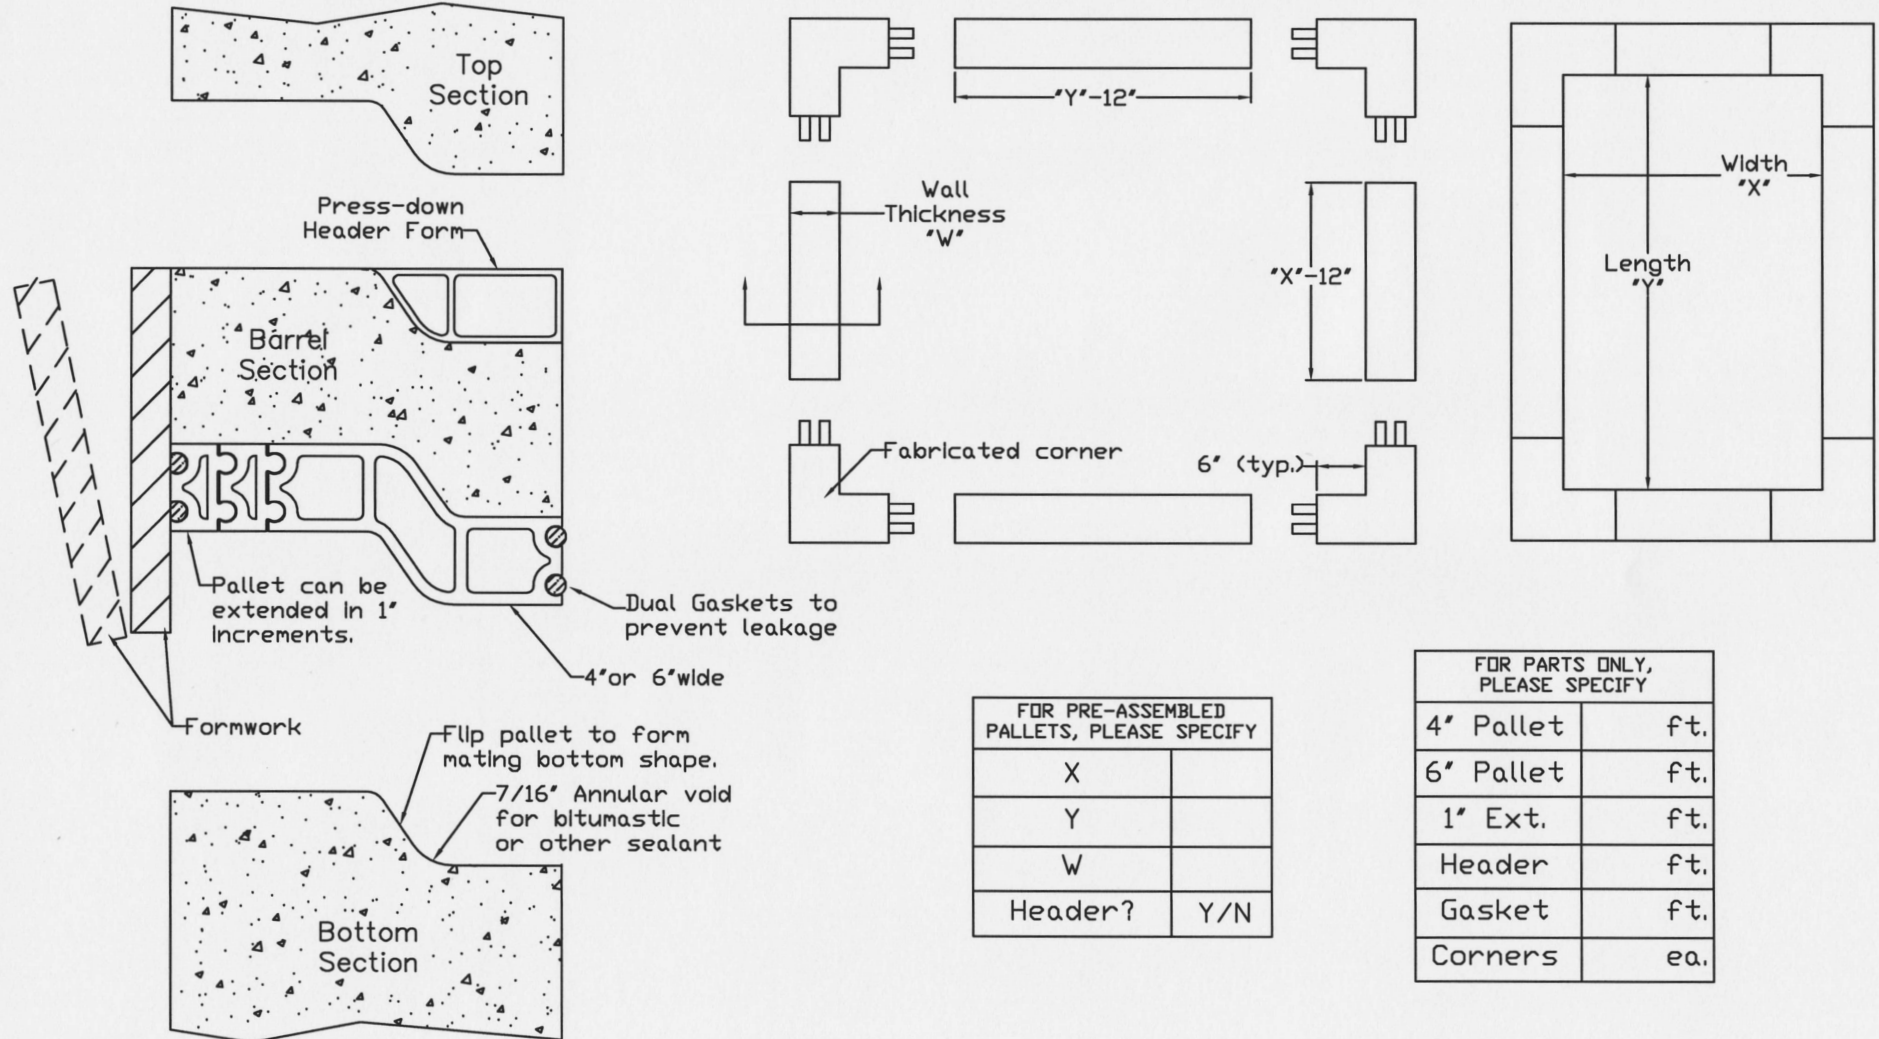 Top
Section
Press-down
Header Form
Barrel
Section
Pallet can be
extended in 1"
increments.
Formwork
Dual Gaskets to
prevent leakage
4"or 6"wide
Flip pallet to form
mating bottom shape.
7/16" Annular void
for bitumastic
or other sealant
Bottom
Section
"Y"-12"
Wall
Thickness
"W"
"X"-12"
Fabricated corner
6" (typ.)
Width
"X"
Length
"Y"
FOR PRE-ASSEMBLED
PALLETS, PLEASE SPECIFY
X
Y
W
Header? Y/N
FOR PARTS ONLY,
PLEASE SPECIFY
4" Pallet ft.
6" Pallet ft.
1" Ext. ft.
Header ft.
Gasket ft.
Corners ea.